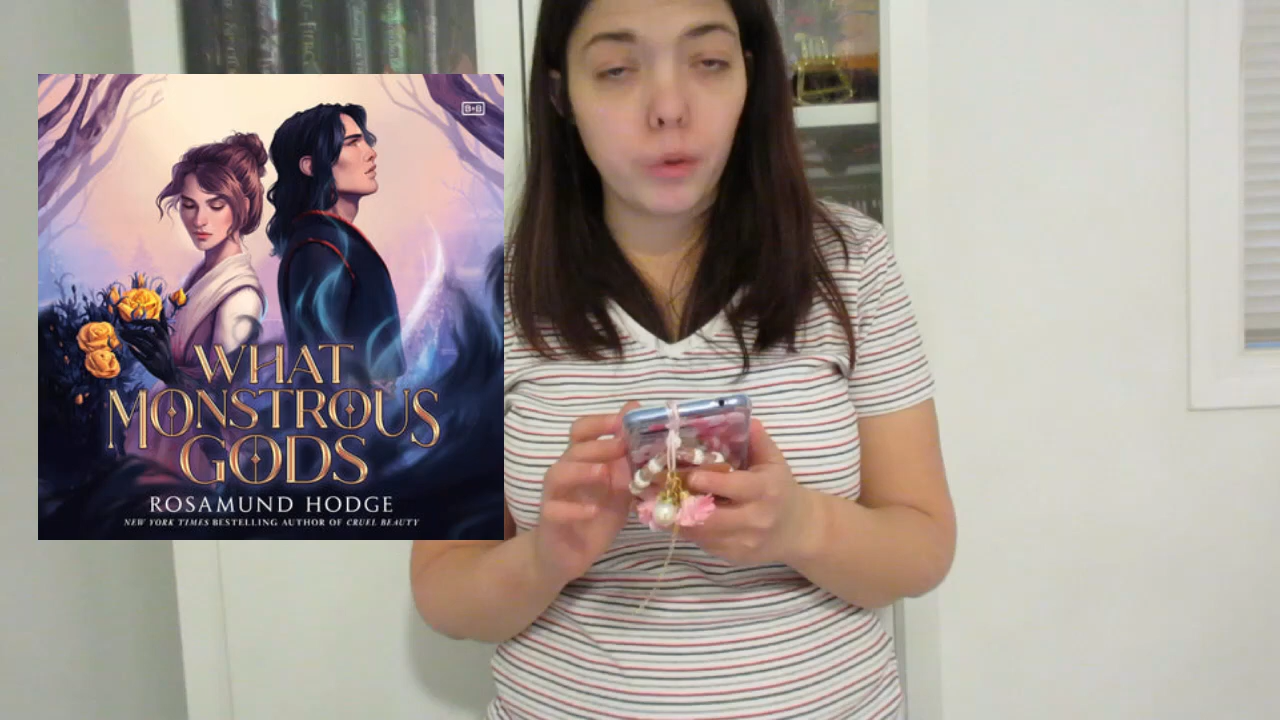 B+B
WHAT
MONSTROUS
GODS
ROSAMUND HODGE
NEW YORK TIMES BESTSELLING AUTHOR OF CRUEL BEAUTY